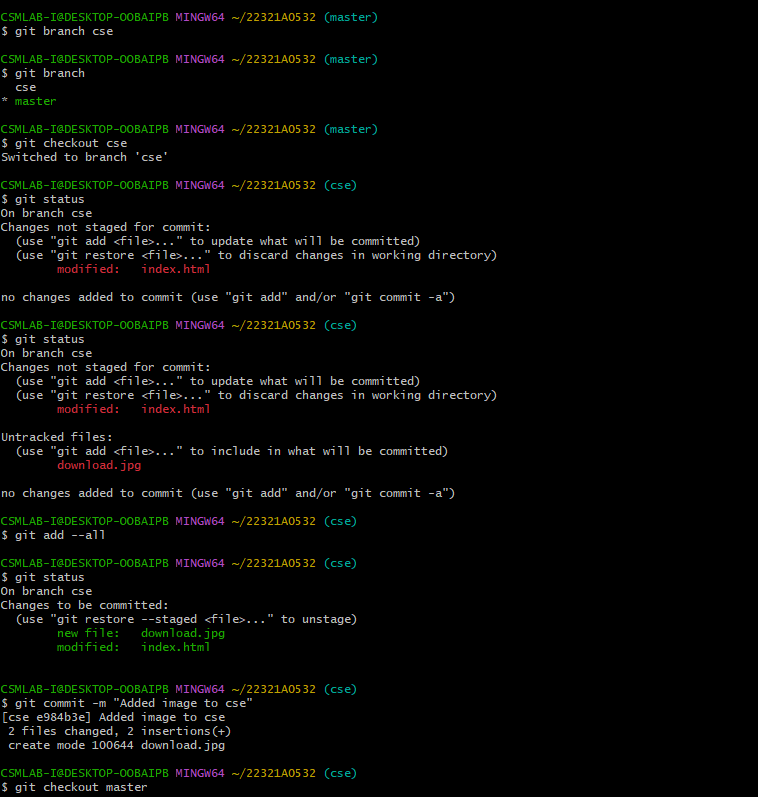 CSMLAB-I@DESKTOP-OOBAIPB MINGW64 ~/22321A0532 (master)
$ git branch cse
CSMLAB-I@DESKTOP-OOBAIPB MINGW64 ~/22321A0532 (master)
$ git branch
cse
* master
CSMLAB-I@DESKTOP-OOBAIPB MINGW64 ~/22321A0532 (master)
$ git checkout cse
Switched to branch 'cse'
CSMLAB-I@DESKTOP-OOBAIPB MINGW64 ~/22321A0532 (cse)
$ git status
On branch cse
Changes not staged for commit:
(use "git add <file>..." to update what will be committed)
(use "git restore <file>..." to discard changes in working directory)
modified:   index.html
no changes added to commit (use "git add" and/or "git commit -a")
CSMLAB-I@DESKTOP-OOBAIPB MINGW64 ~/22321A0532 (cse)
$ git status
On branch cse
Changes not staged for commit:
(use "git add <file>..." to update what will be committed)
(use "git restore <file>..." to discard changes in working directory)
modified:   index.html
Untracked files:
(use "git add <file>..." to include in what will be committed)
download.jpg
no changes added to commit (use "git add" and/or "git commit -a")
CSMLAB-I@DESKTOP-OOBAIPB MINGW64 ~/22321A0532 (cse)
$ git add --all
CSMLAB-I@DESKTOP-OOBAIPB MINGW64 ~/22321A0532 (cse)
$ git status
On branch cse
Changes to be committed:
(use "git restore --staged <file>..." to unstage)
new file:   download.jpg
modified:   index.html
CSMLAB-I@DESKTOP-OOBAIPB MINGW64 ~/22321A0532 (cse)
$ git commit -m "Added image to cse"
[cse e984b3e] Added image to cse
2 files changed, 2 insertions(+)
create mode 100644 download.jpg
CSMLAB-I@DESKTOP-OOBAIPB MINGW64 ~/22321A0532 (cse)
$ git checkout master